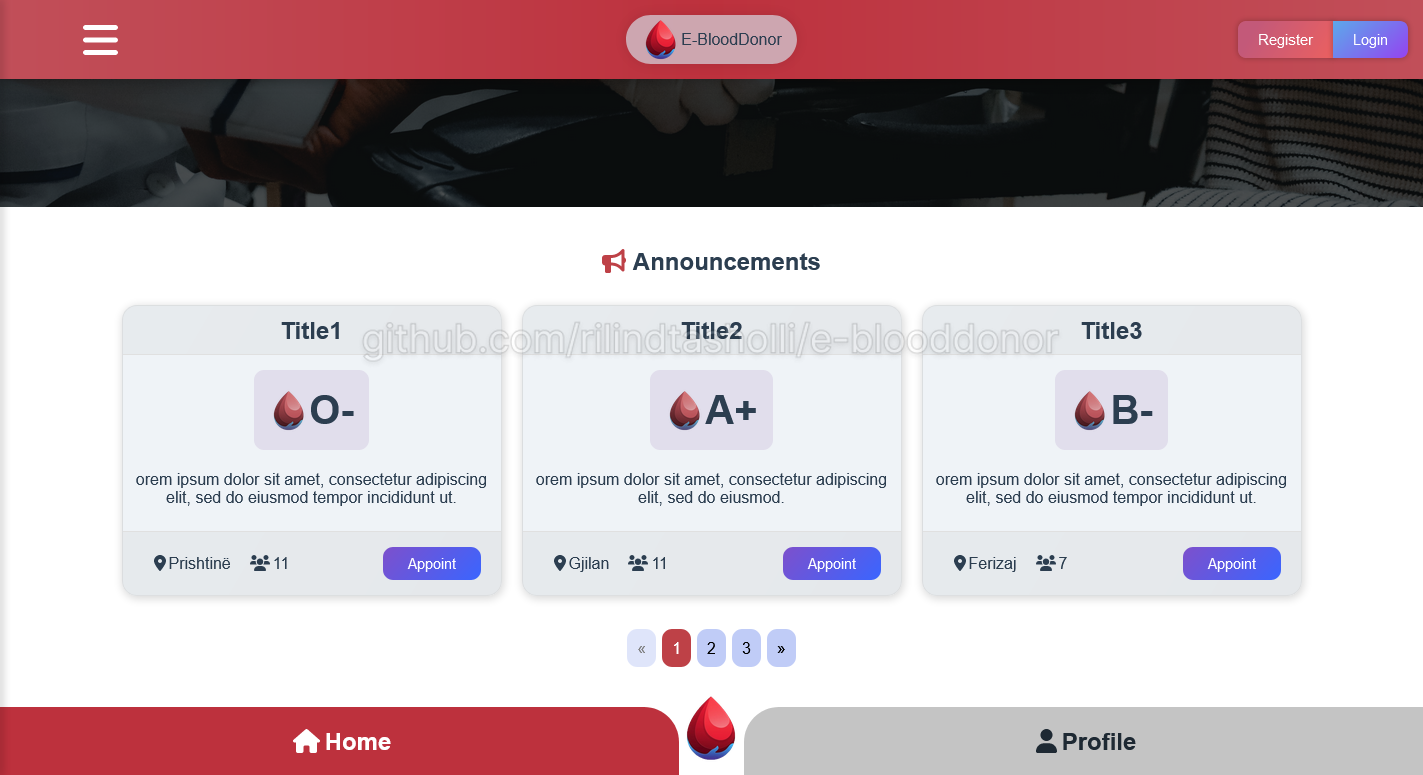 E-BloodDonor
Register
Login
Announcements
Title1
Title2
Title3
github.com/rilindtasholli/e-blooddonor
O-
A+
B-
orem ipsum dolor sit amet, consectetur adipiscing
elit, sed do eiusmod tempor incididunt ut.
orem ipsum dolor sit amet, consectetur adipiscing
elit, sed do eiusmod.
orem ipsum dolor sit amet, consectetur adipiscing
elit, sed do eiusmod tempor incididunt ut.
Prishtinë 11 Appoint
Gjilan 11 Appoint
Ferizaj 7 Appoint
« 1 2 3 »
Home
Profile